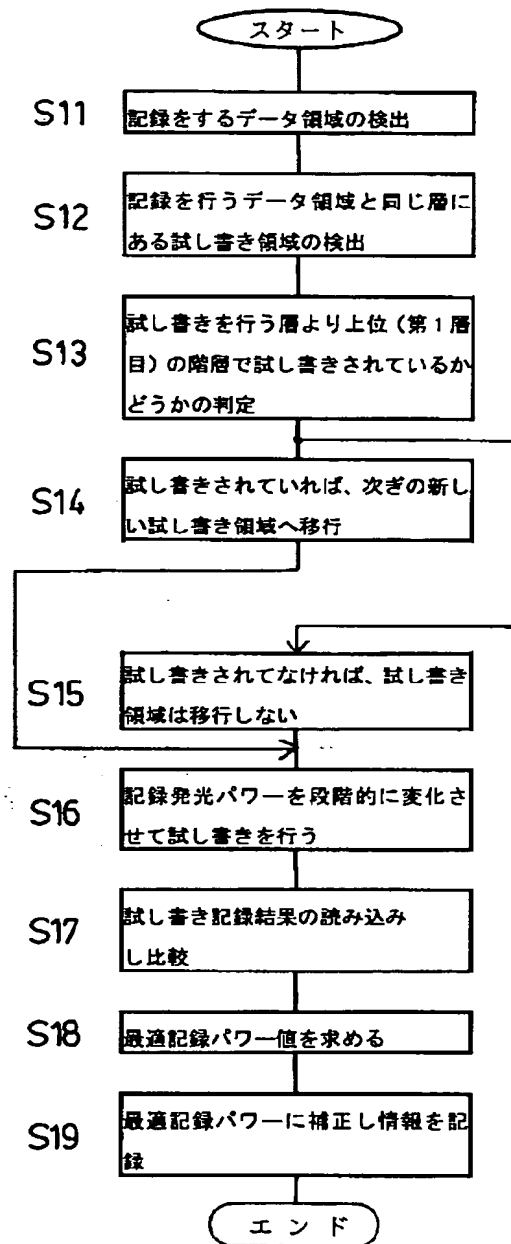 スタート
S11
記録をするデータ領域の検出
S12
記録を行うデータ領域と同じ層に
ある試し書き領域の検出
S13
試し書きを行う層より上位(第1層
目)の階層で試し書きされているか
どうかの判定
S14
試し書きされていれば、次ぎの新し
い試し書き領域へ移行
S15
試し書きされてなければ、試し書き
領域は移行しない
S16
記録発光パワーを段階的に変化さ
せて試し書きを行う
S17
試し書き記録結果の読み込み
し比較
S18
最適記録パワー値を求める
S19
最適記録パワーに補正し情報を記
録
エンド